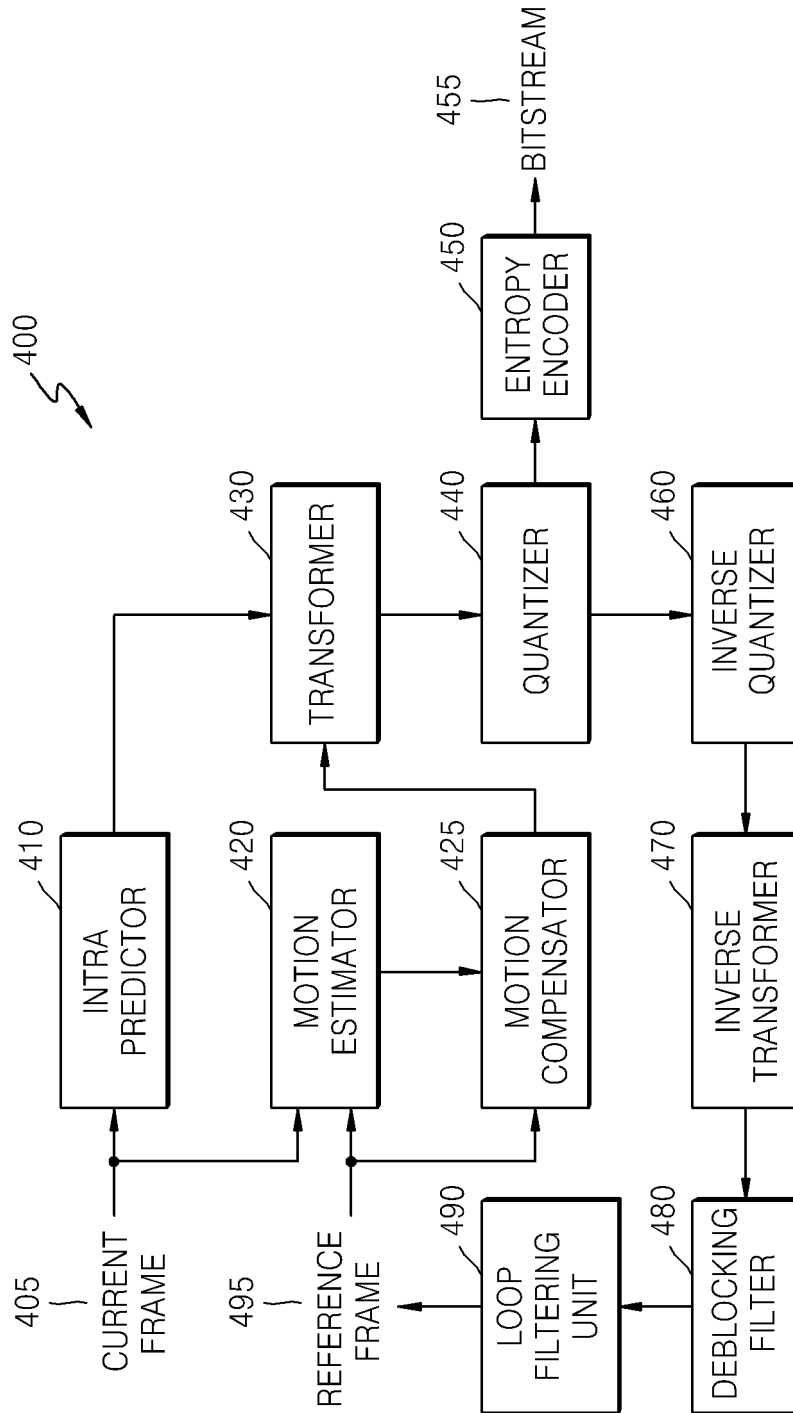 400
405
CURRENT
FRAME
410
INTRA
PREDICTOR
420
MOTION
ESTIMATOR
495
REFERENCE
FRAME
425
MOTION
COMPENSATOR
430
TRANSFORMER
440
QUANTIZER
450
ENTROPY
ENCODER
455
BITSTREAM
460
INVERSE
QUANTIZER
470
INVERSE
TRANSFORMER
480
DEBLOCKING
FILTER
490
LOOP
FILTERING
UNIT